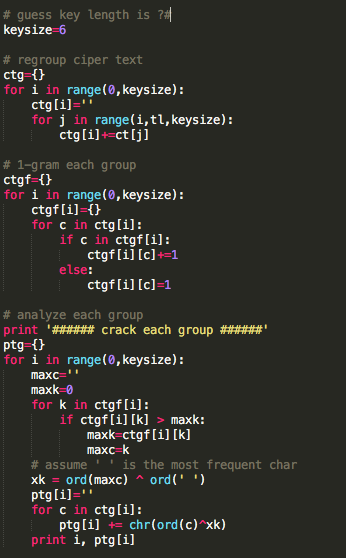 # guess key length is ?#
keysize=6
# regroup ciper text
ctg={}
for i in range(0,keysize):
    ctg[i]=''
    for j in range(i,tl,keysize):
        ctg[i]+=ct[j]
# 1-gram each group
ctgf={}
for i in range(0,keysize):
    ctgf[i]={}
    for c in ctg[i]:
        if c in ctgf[i]:
            ctgf[i][c]+=1
        else:
            ctgf[i][c]=1
# analyze each group
print '###### crack each group ######'
ptg={}
for i in range(0,keysize):
    maxc=''
    maxk=0
    for k in ctgf[i]:
        if ctgf[i][k] > maxk:
            maxk=ctgf[i][k]
            maxc=k
    # assume ' ' is the most frequent char
    xk = ord(maxc) ^ ord(' ')
    ptg[i]=''
    for c in ctg[i]:
        ptg[i] += chr(ord(c)^xk)
    print i, ptg[i]